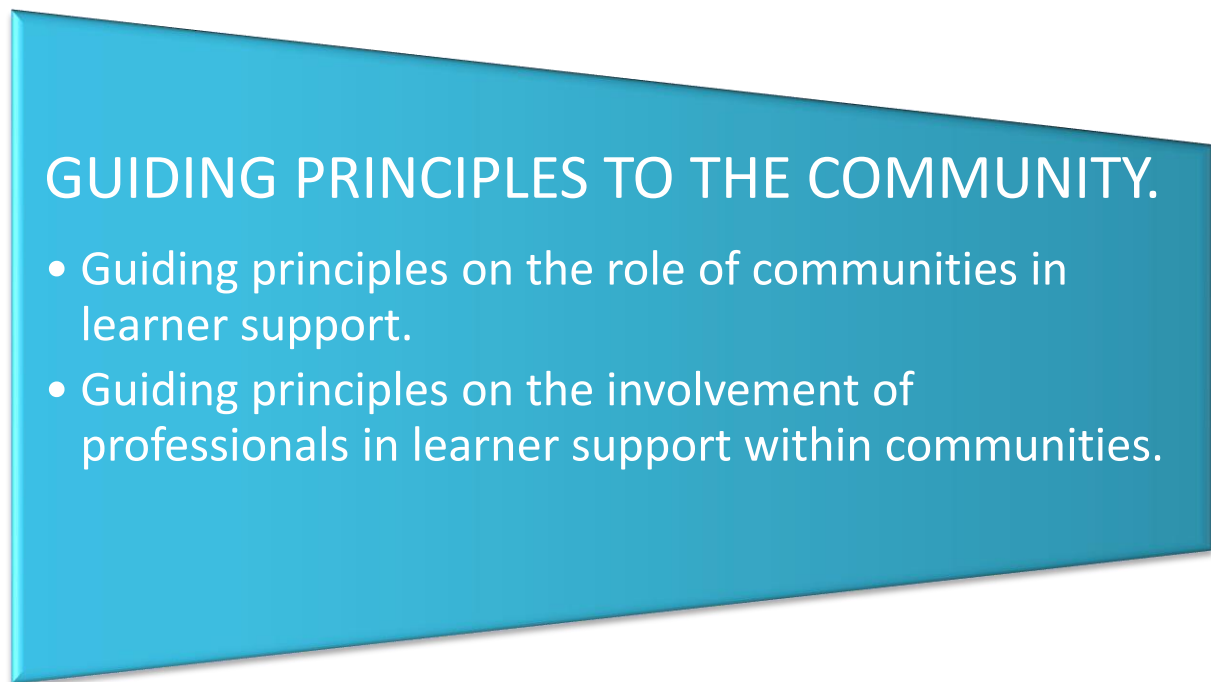 GUIDING PRINCIPLES TO THE COMMUNITY.
• Guiding principles on the role of communities in
learner support.
• Guiding principles on the involvement of
professionals in learner support within communities.